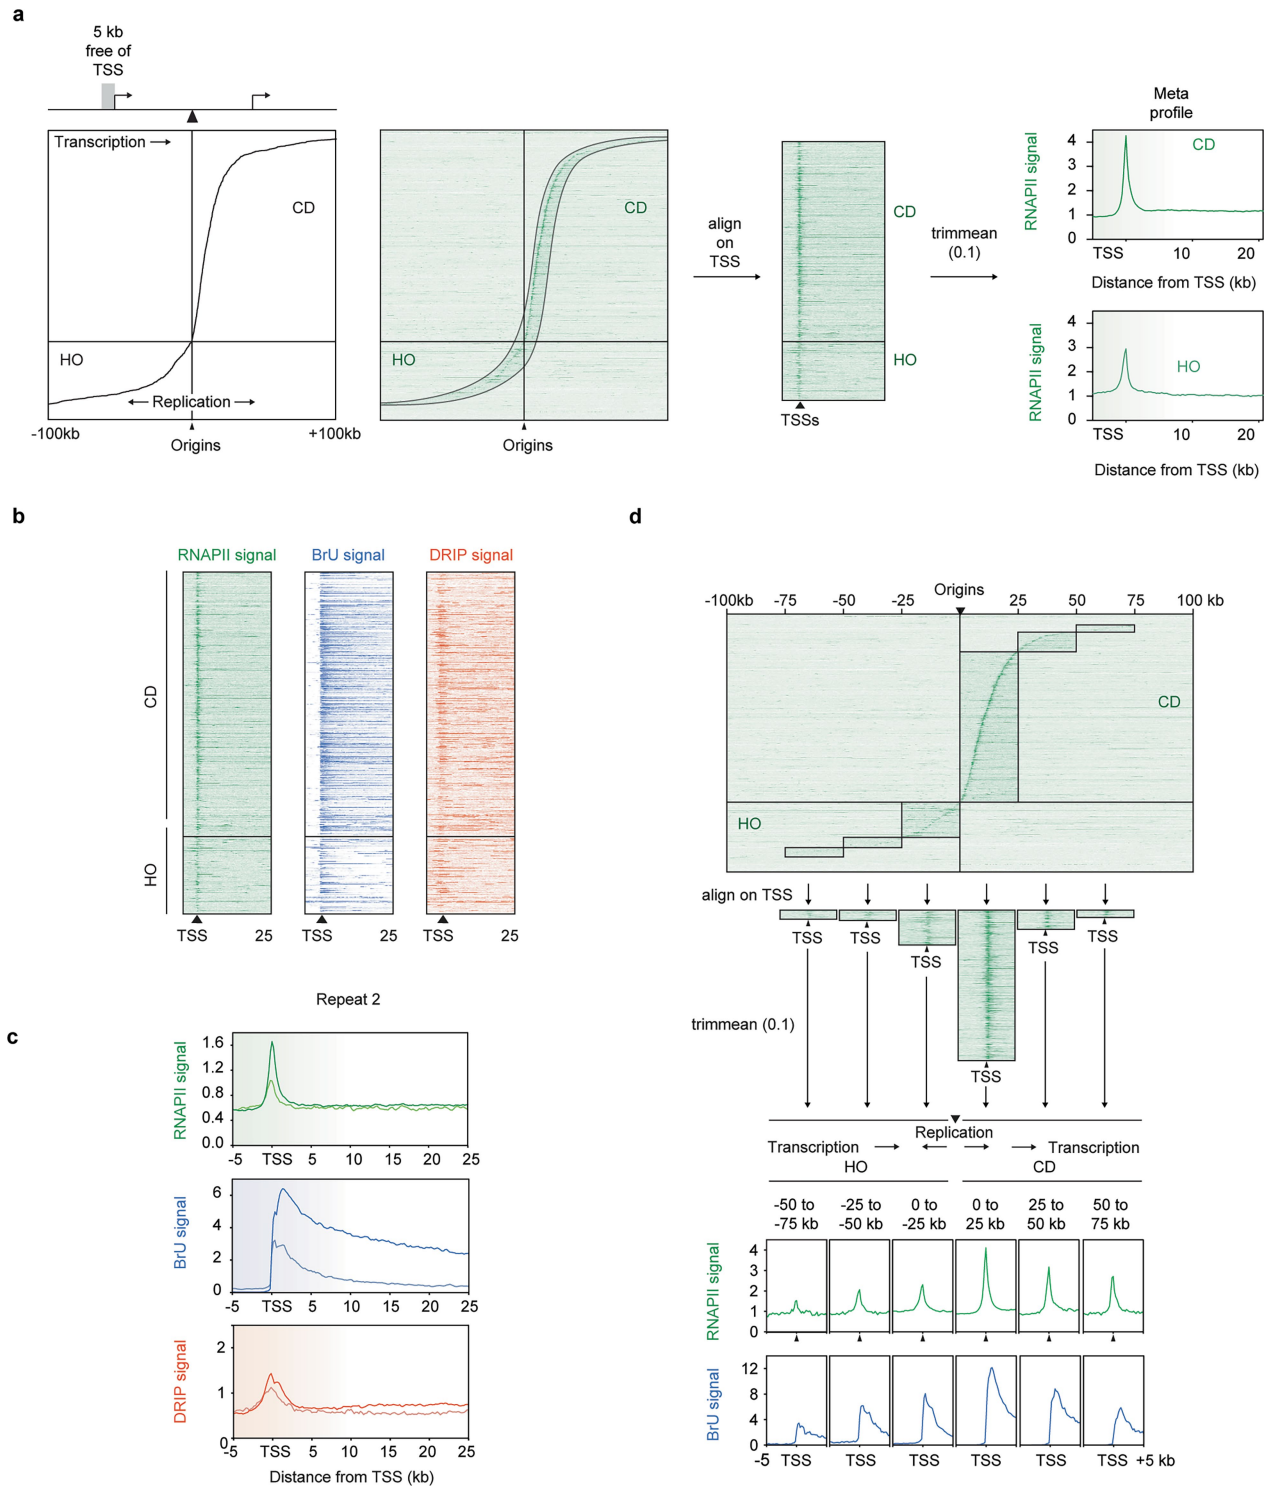 a
5 kb
free of
TSS
Transcription
CD
HO
Replication
-100kb
+100kb
Origins
CD
HO
Origins
align
on
TSS
CD
HO
TSSs
trimmean
(0.1)
Meta
profile
RNAPII signal
4
3
2
1
0
CD
TSS 10 20
Distance from TSS (kb)
RNAPII signal
4
3
2
1
0
HO
TSS 10 20
Distance from TSS (kb)
b
RNAPII signal BrU signal DRIP signal
CD
HO
TSS 25 TSS 25 TSS 25
c
Repeat 2
RNAPII signal
1.6
1.2
0.8
0.4
0.0
-5 TSS 5 10 15 20 25
BrU signal
6
4
2
0
-5 TSS 5 10 15 20 25
DRIP signal
2
1
0
-5 TSS 5 10 15 20 25
Distance from TSS (kb)
d
Origins
-100kb -75 -50 -25 25 50 75 100 kb
CD
HO
align on TSS
TSS TSS TSS TSS TSS TSS
trimmean (0.1)
Replication
Transcription Transcription
HO CD
-50 to -25 to 0 to 0 to 25 to 50 to
-75 kb -50 kb -25 kb 25 kb 50 kb 75 kb
RNAPII signal
4
3
2
1
0
BrU signal
12
8
4
0
-5 TSS TSS TSS TSS TSS TSS +5 kb